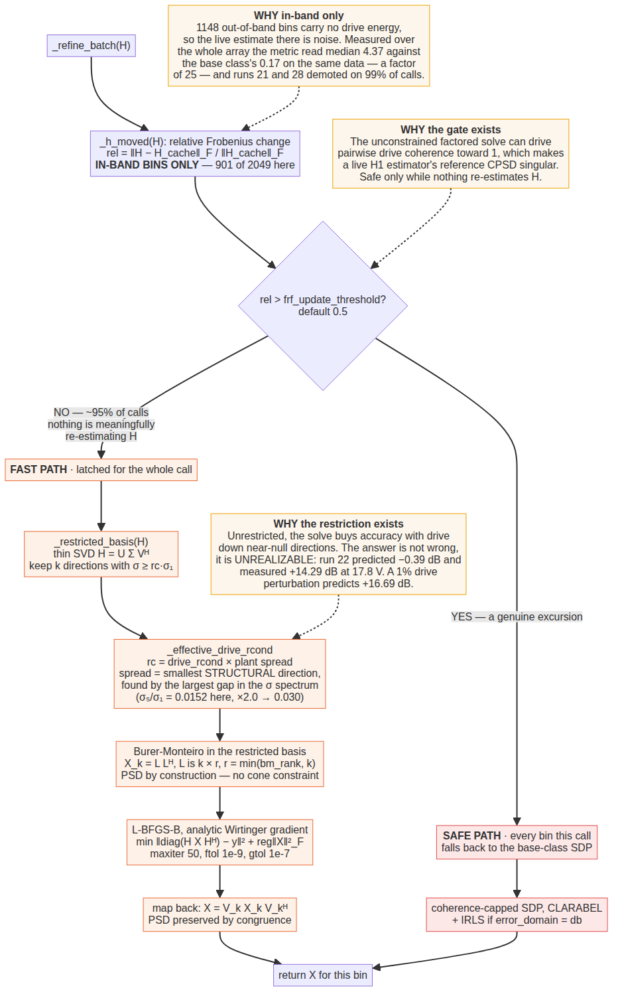 WHY in-band only
1148 out-of-band bins carry no drive energy,
so the live estimate there is noise. Measured over
the whole array the metric read median 4.37 against
the base class's 0.17 on the same data — a factor
of 25 — and runs 21 and 28 demoted on 99% of calls.
_refine_batch(H)
WHY the gate exists
The unconstrained factored solve can drive
pairwise drive coherence toward 1, which makes
a live H1 estimator's reference CPSD singular.
Safe only while nothing re-estimates H.
_h_moved(H): relative Frobenius change
rel = ‖H − H_cache‖_F / ‖H_cache‖_F
IN-BAND BINS ONLY — 901 of 2049 here
rel > frf_update_threshold?
default 0.5
NO — ~95% of calls
nothing is meaningfully
re-estimating H
FAST PATH · latched for the whole call
WHY the restriction exists
Unrestricted, the solve buys accuracy with drive
down near-null directions. The answer is not wrong,
it is UNREALIZABLE: run 22 predicted −0.39 dB and
measured +14.29 dB at 17.8 V. A 1% drive
perturbation predicts +16.69 dB.
_restricted_basis(H)
thin SVD H = U Σ Vᴴ
keep k directions with σ ≥ rc·σ₁
YES — a genuine excursion
_effective_drive_rcond
rc = drive_rcond × plant spread
spread = smallest STRUCTURAL direction,
found by the largest gap in the σ spectrum
(σ₅/σ₁ = 0.0152 here, ×2.0 → 0.030)
Burer-Monteiro in the restricted basis
X_k = L Lᴴ, L is k × r, r = min(bm_rank, k)
PSD by construction — no cone constraint
L-BFGS-B, analytic Wirtinger gradient
min ‖diag(H X Hᴴ) − y‖² + reg‖X‖²_F
maxiter 50, ftol 1e-9, gtol 1e-7
SAFE PATH · every bin this call
falls back to the base-class SDP
map back: X = V_k X_k V_kᴴ
PSD preserved by congruence
coherence-capped SDP, CLARABEL
+ IRLS if error_domain = db
return X for this bin